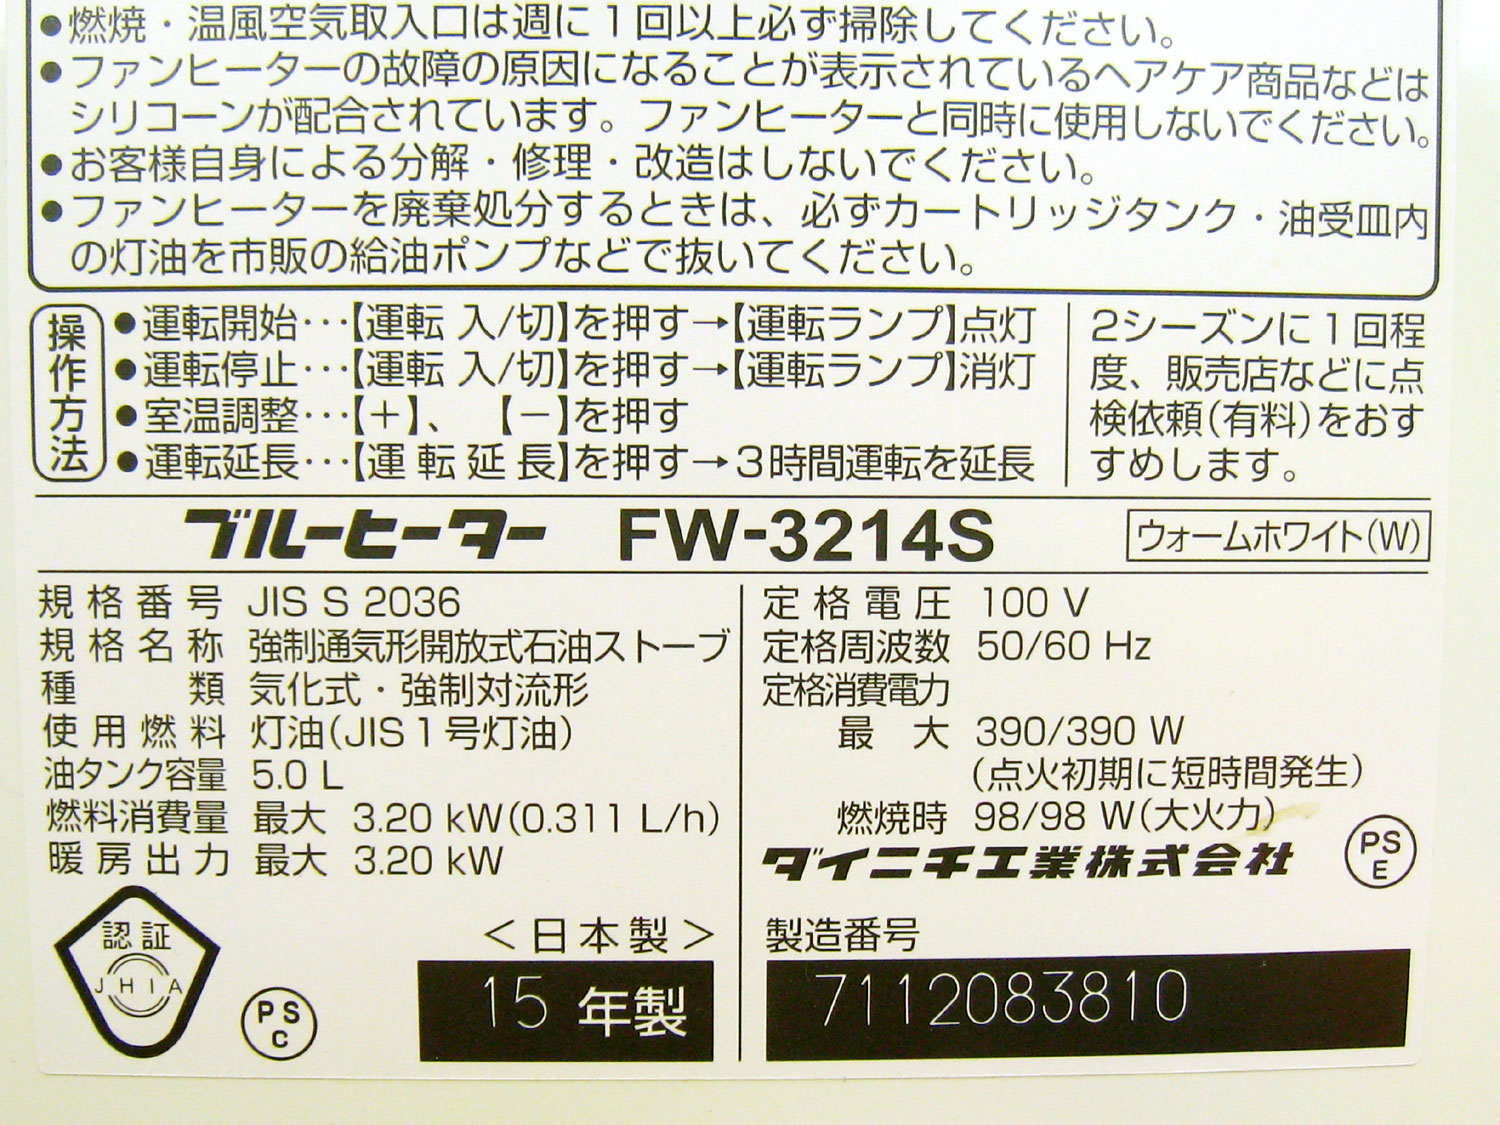 ●燃焼・温風空気取入口は週に1回以上必ず掃除してください。
●ファンヒーターの故障の原因になることが表示されているヘアケア商品などは
シリコーンが配合されています。ファンヒーターと同時に使用しないでください。
●お客様自身による分解・修理・改造はしないでください。
●ファンヒーターを廃棄処分するときは、必ずカートリッジタンク・油受皿内
の灯油を市販の給油ポンプなどで抜いてください。
操作方法
●運転開始…【運転 入/切】を押す→【運転ランプ】点灯
●運転停止…【運転 入/切】を押す→【運転ランプ】消灯
●室温調整…【+】、【−】を押す
●運転延長…【運転延長】を押す→3時間運転を延長
2シーズンに1回程
度、販売店などに点
検依頼(有料)をおす
すめします。
ブルーヒーター FW-3214S ウォームホワイト(W)
規格番号 JIS S 2036
規格名称 強制通気形開放式石油ストーブ
種類 気化式・強制対流形
使用燃料 灯油(JIS1号灯油)
油タンク容量 5.0 L
燃料消費量 最大 3.20 kW(0.311 L/h)
暖房出力 最大 3.20 kW
認証
JHIA
PS
C
<日本製>
15 年製
定格電圧 100 V
定格周波数 50/60 Hz
定格消費電力
最大 390/390 W
(点火初期に短時間発生)
燃焼時 98/98 W(大火力)
ダイニチ工業株式会社
PS
E
製造番号
7112083810